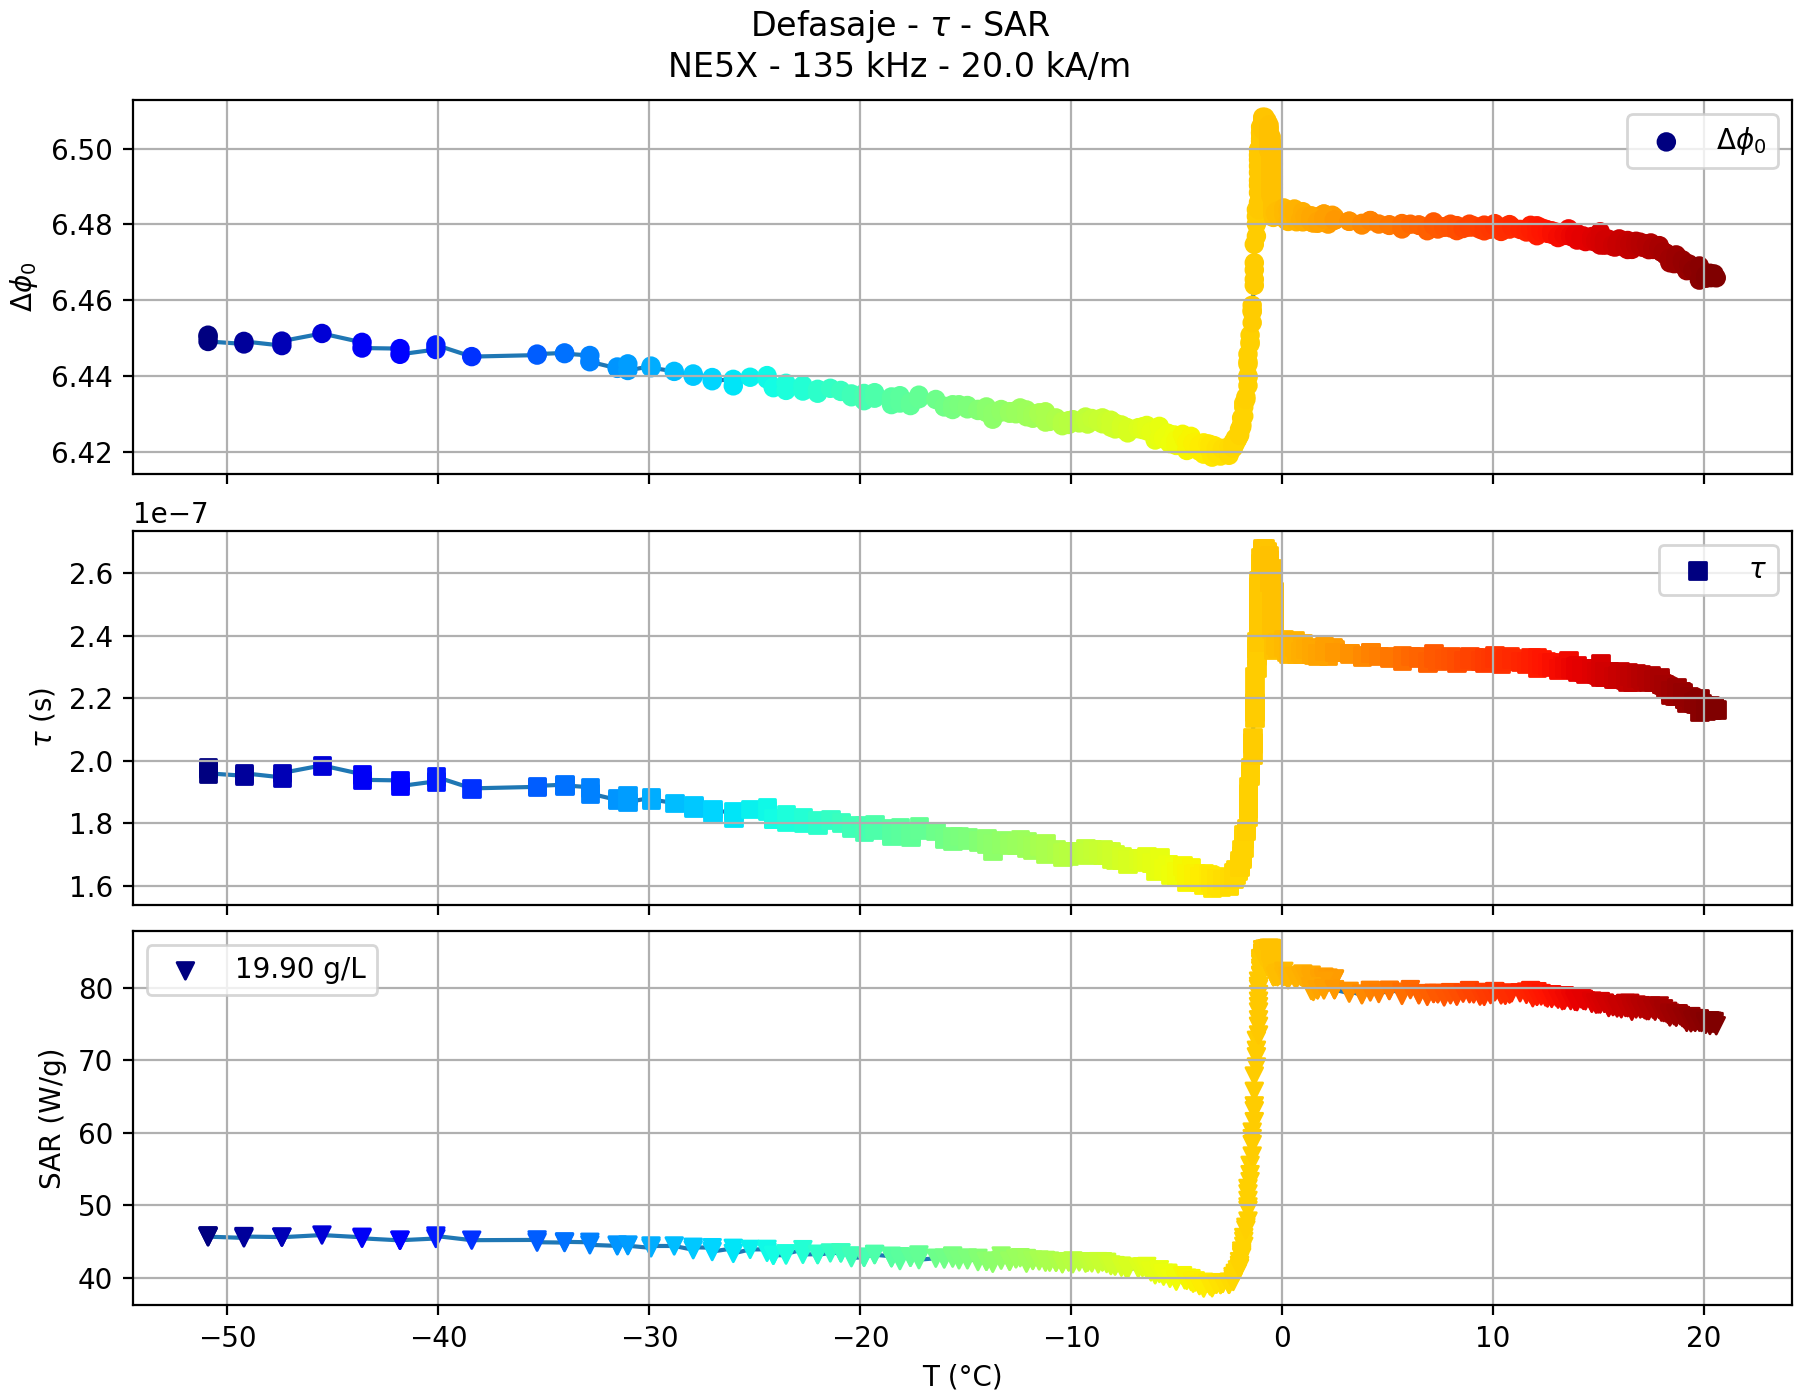 Defasaje - τ - SAR
NE5X - 135 kHz - 20.0 kA/m
6.50
6.48
6.46
6.44
6.42
Δϕ₀
Δϕ₀
1e−7
2.6
2.4
2.2
2.0
1.8
1.6
τ (s)
τ
80
70
60
50
40
SAR (W/g)
19.90 g/L
−50
−40
−30
−20
−10
0
10
20
T (°C)